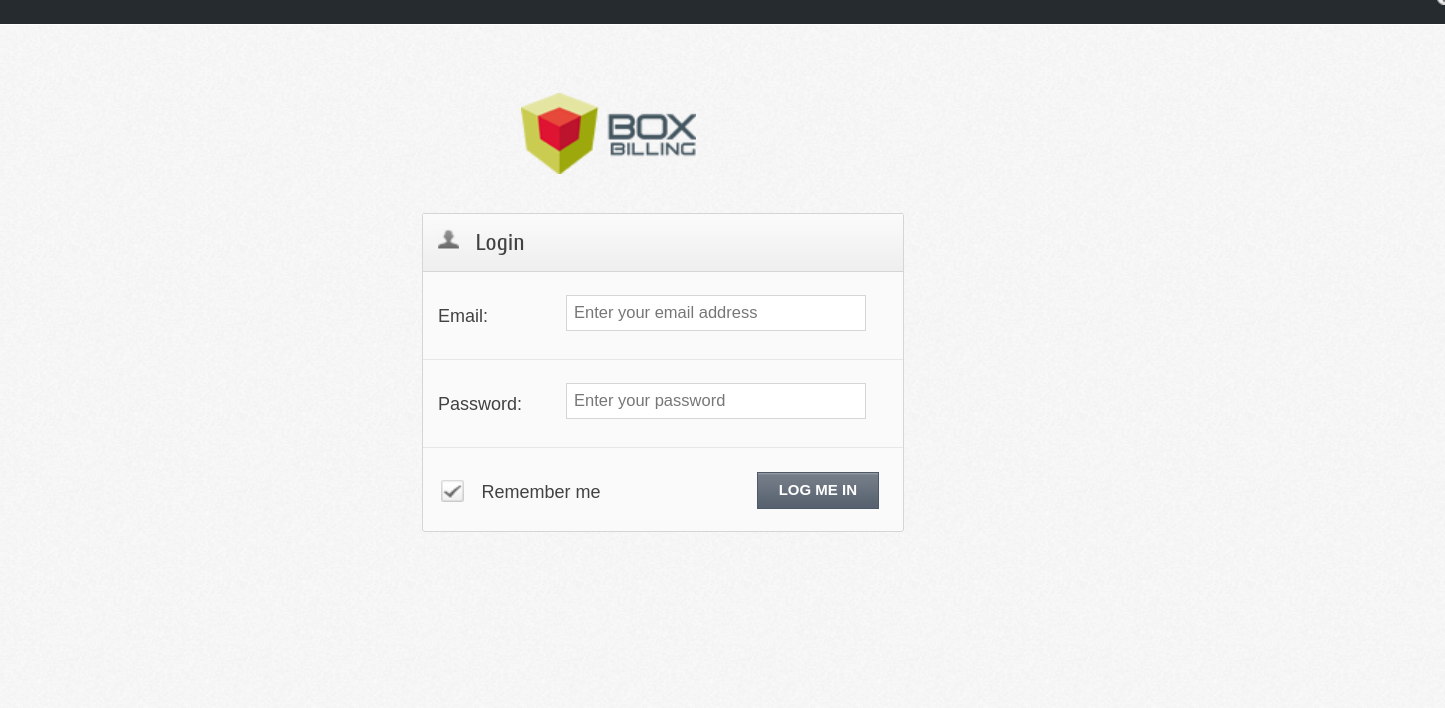 BOX
BILLING
Login
Email:
Enter your email address
Password:
Enter your password
Remember me
LOG ME IN